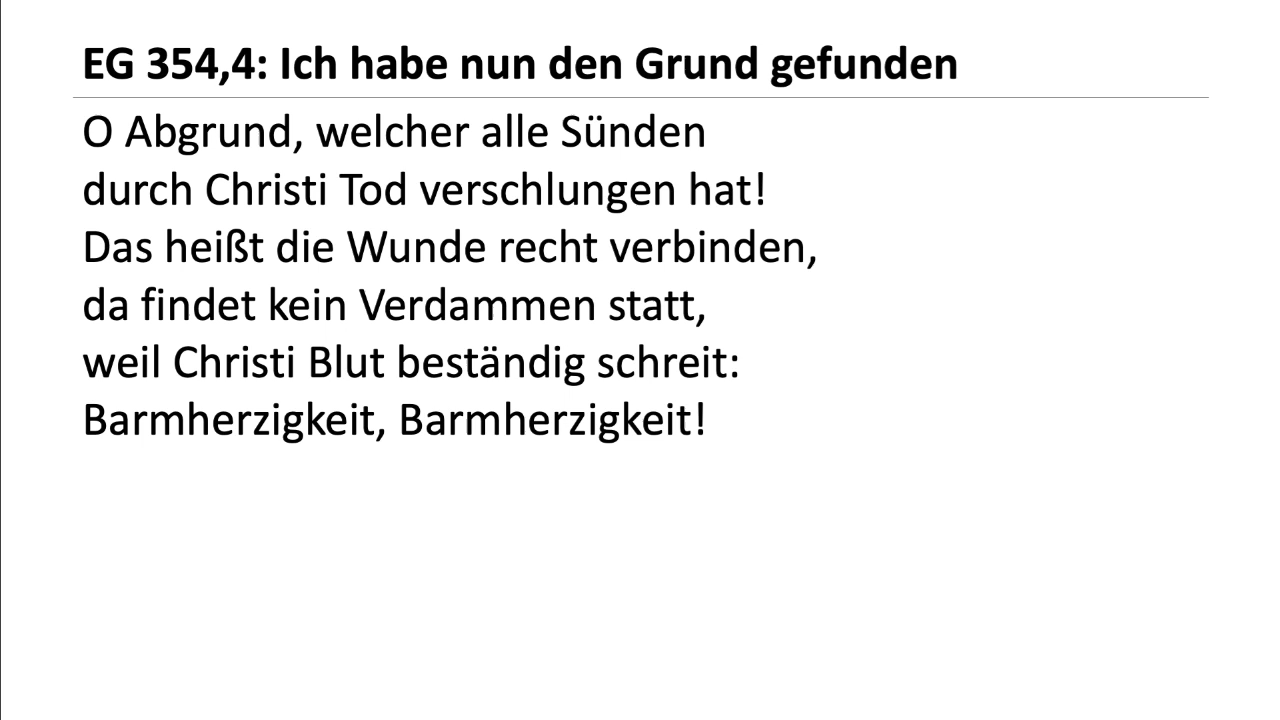 EG 354,4: Ich habe nun den Grund gefunden
O Abgrund, welcher alle Sünden
durch Christi Tod verschlungen hat!
Das heißt die Wunde recht verbinden,
da findet kein Verdammen statt,
weil Christi Blut beständig schreit:
Barmherzigkeit, Barmherzigkeit!